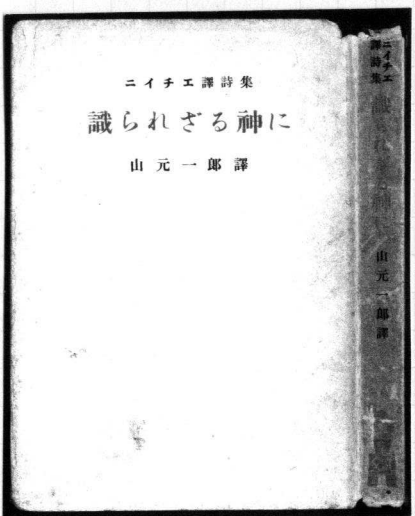 ニイチエ譯詩集
識られざる神に
山元一郎譯
ニイチエ
譯詩集
識られざる神に
山元一郎譯